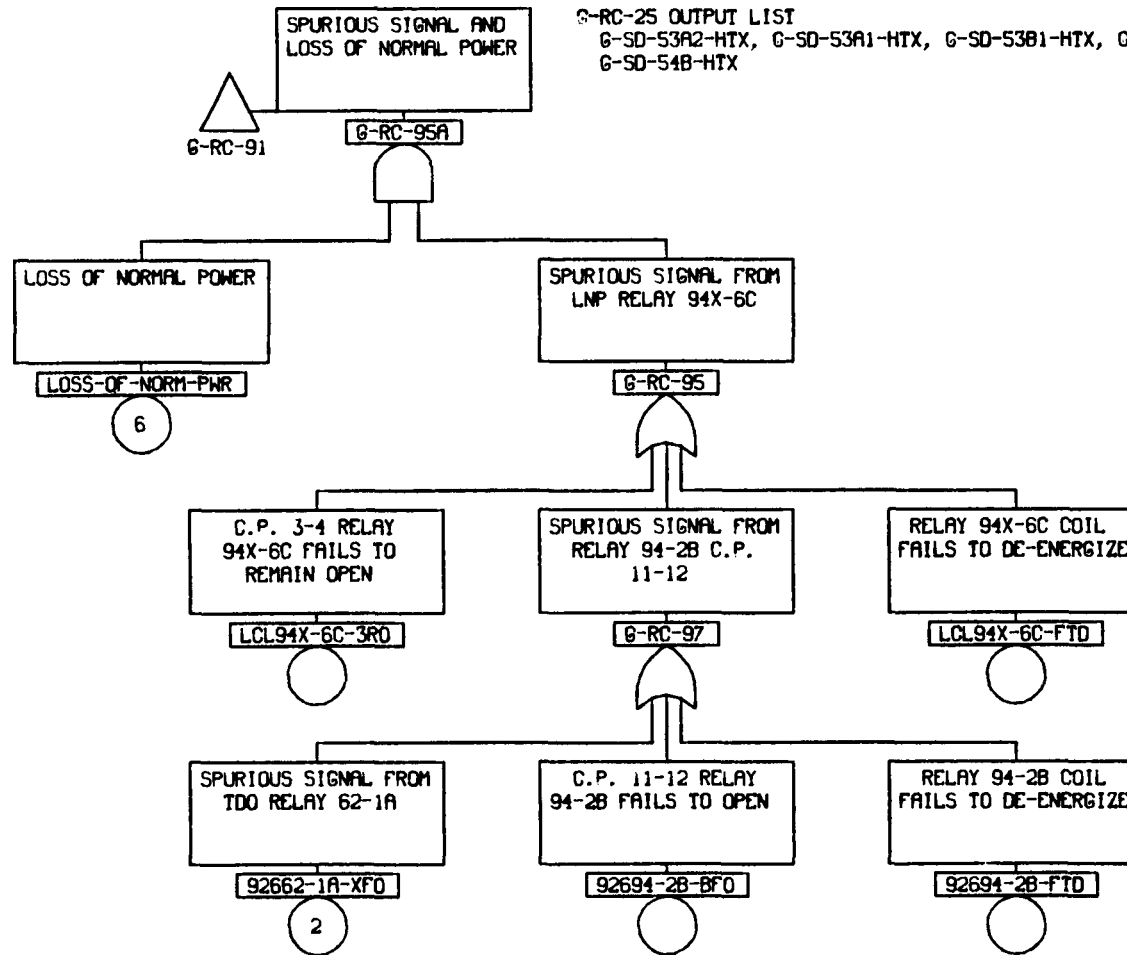 SPURIOUS SIGNAL AND
LOSS OF NORMAL POWER
G-RC-25 OUTPUT LIST
G-SD-53A2-HTX, G-SD-53A1-HTX, G-SD-53B1-HTX, G
G-SD-54B-HTX
G-RC-91
G-RC-95A
LOSS OF NORMAL POWER
LOSS-OF-NORM-PWR
6
SPURIOUS SIGNAL FROM
LNP RELAY 94X-6C
G-RC-95
C.P. 3-4 RELAY
94X-6C FAILS TO
REMAIN OPEN
LCL94X-6C-3RO
SPURIOUS SIGNAL FROM
RELAY 94-2B C.P.
11-12
G-RC-97
RELAY 94X-6C COIL
FAILS TO DE-ENERGIZE
LCL94X-6C-FTD
SPURIOUS SIGNAL FROM
TDO RELAY 62-1A
92662-1A-XFO
2
C.P. 11-12 RELAY
94-2B FAILS TO OPEN
92694-2B-BFO
RELAY 94-2B COIL
FAILS TO DE-ENERGIZE
92694-2B-FTD